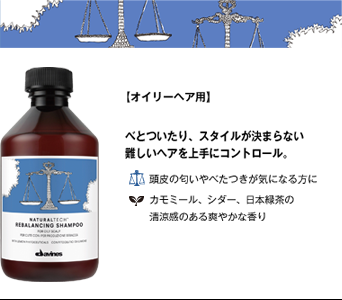 【オイリーヘア用】
べとついたり、スタイルが決まらない
難しいヘアを上手にコントロール。
頭皮の匂いやべたつきが気になる方に
カモミール、シダー、日本緑茶の
清涼感のある爽やかな香り
NATURALTECH
REBALANCING SHAMPOO
FOR OILY SCALP
davines